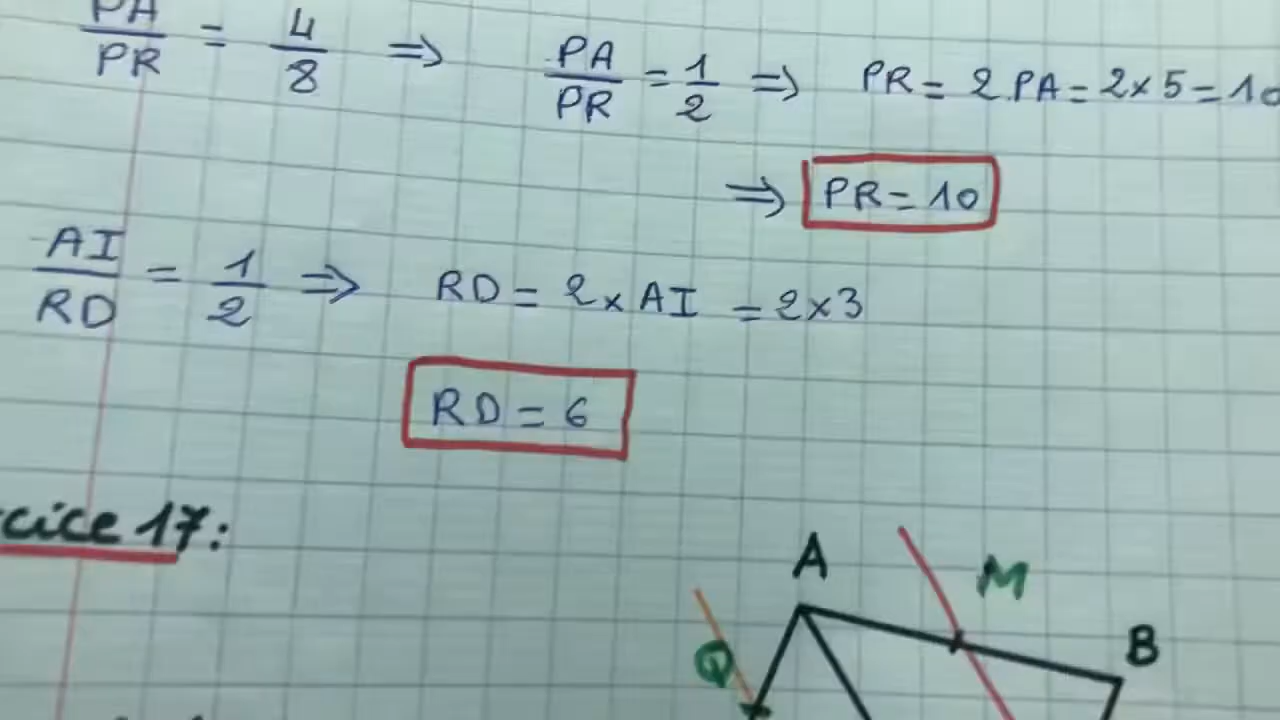 PA/PR = 4/8 ⇒ PA/PR = 1/2 ⇒ PR = 2.PA = 2×5 = 10
⇒ PR = 10
AI/RD = 1/2 ⇒ RD = 2×AI = 2×3
RD = 6
cice 17:
A
M
B
Q